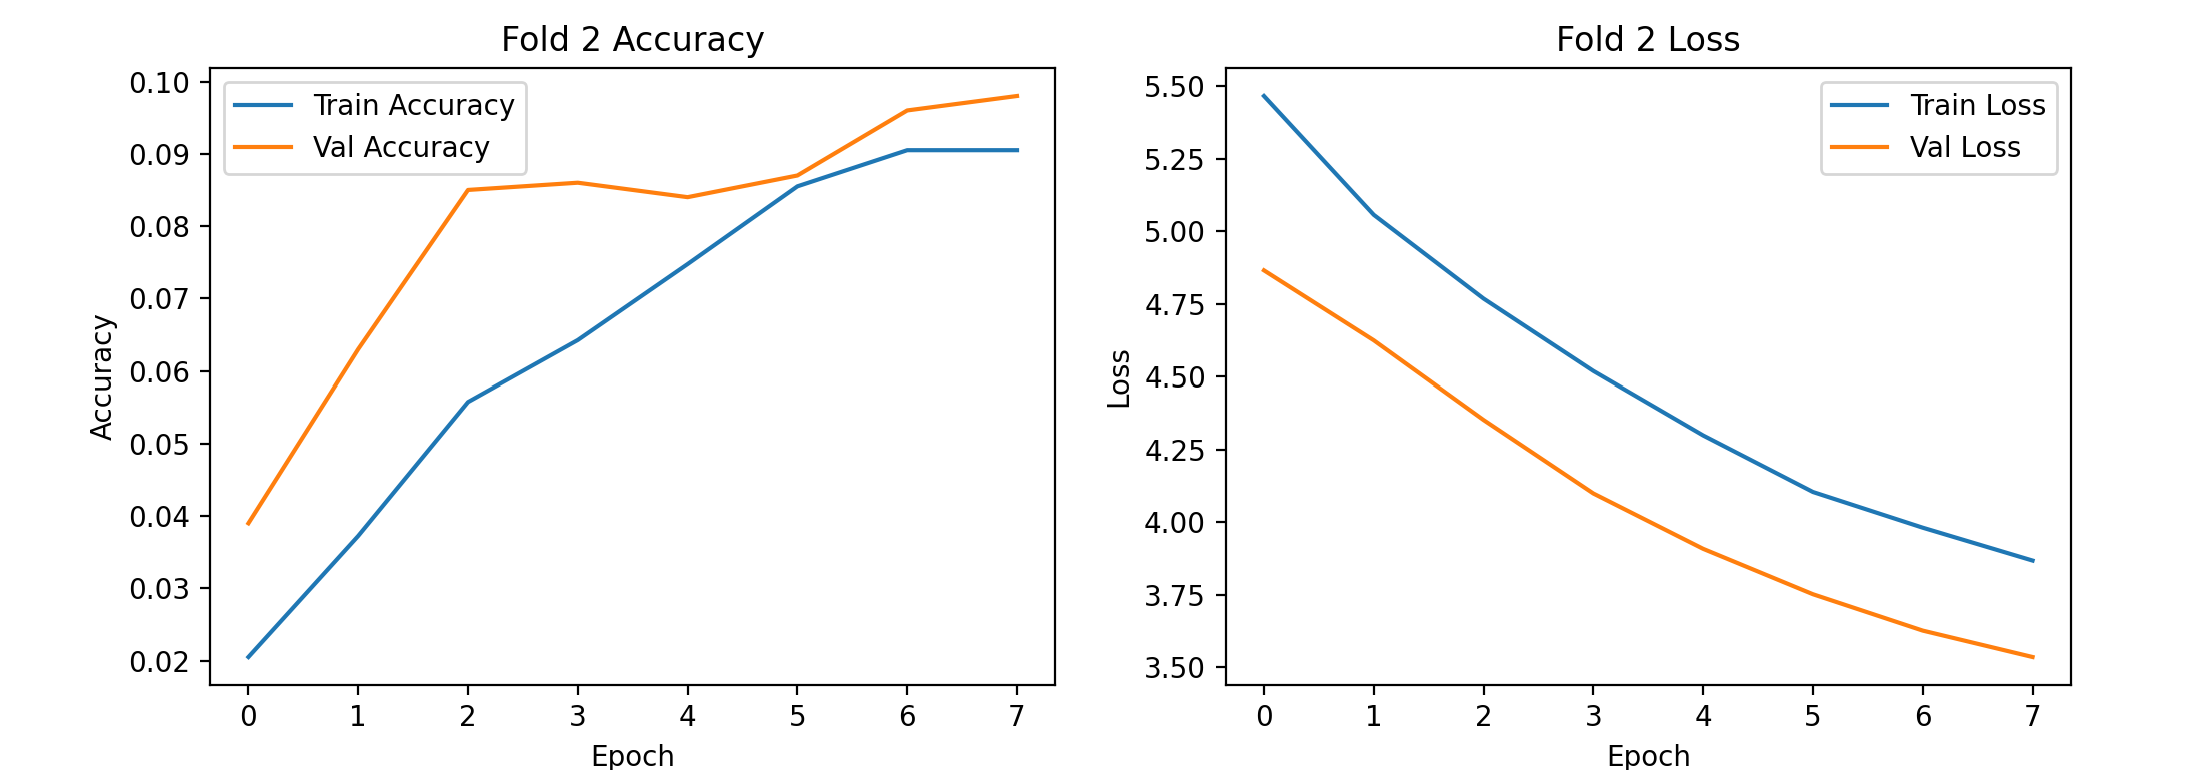 Fold 2 Accuracy
Train Accuracy
Val Accuracy
0.10
0.09
0.08
0.07
0.06
0.05
0.04
0.03
0.02
Accuracy
0 1 2 3 4 5 6 7
Epoch
Fold 2 Loss
Train Loss
Val Loss
5.50
5.25
5.00
4.75
4.50
4.25
4.00
3.75
3.50
Loss
0 1 2 3 4 5 6 7
Epoch